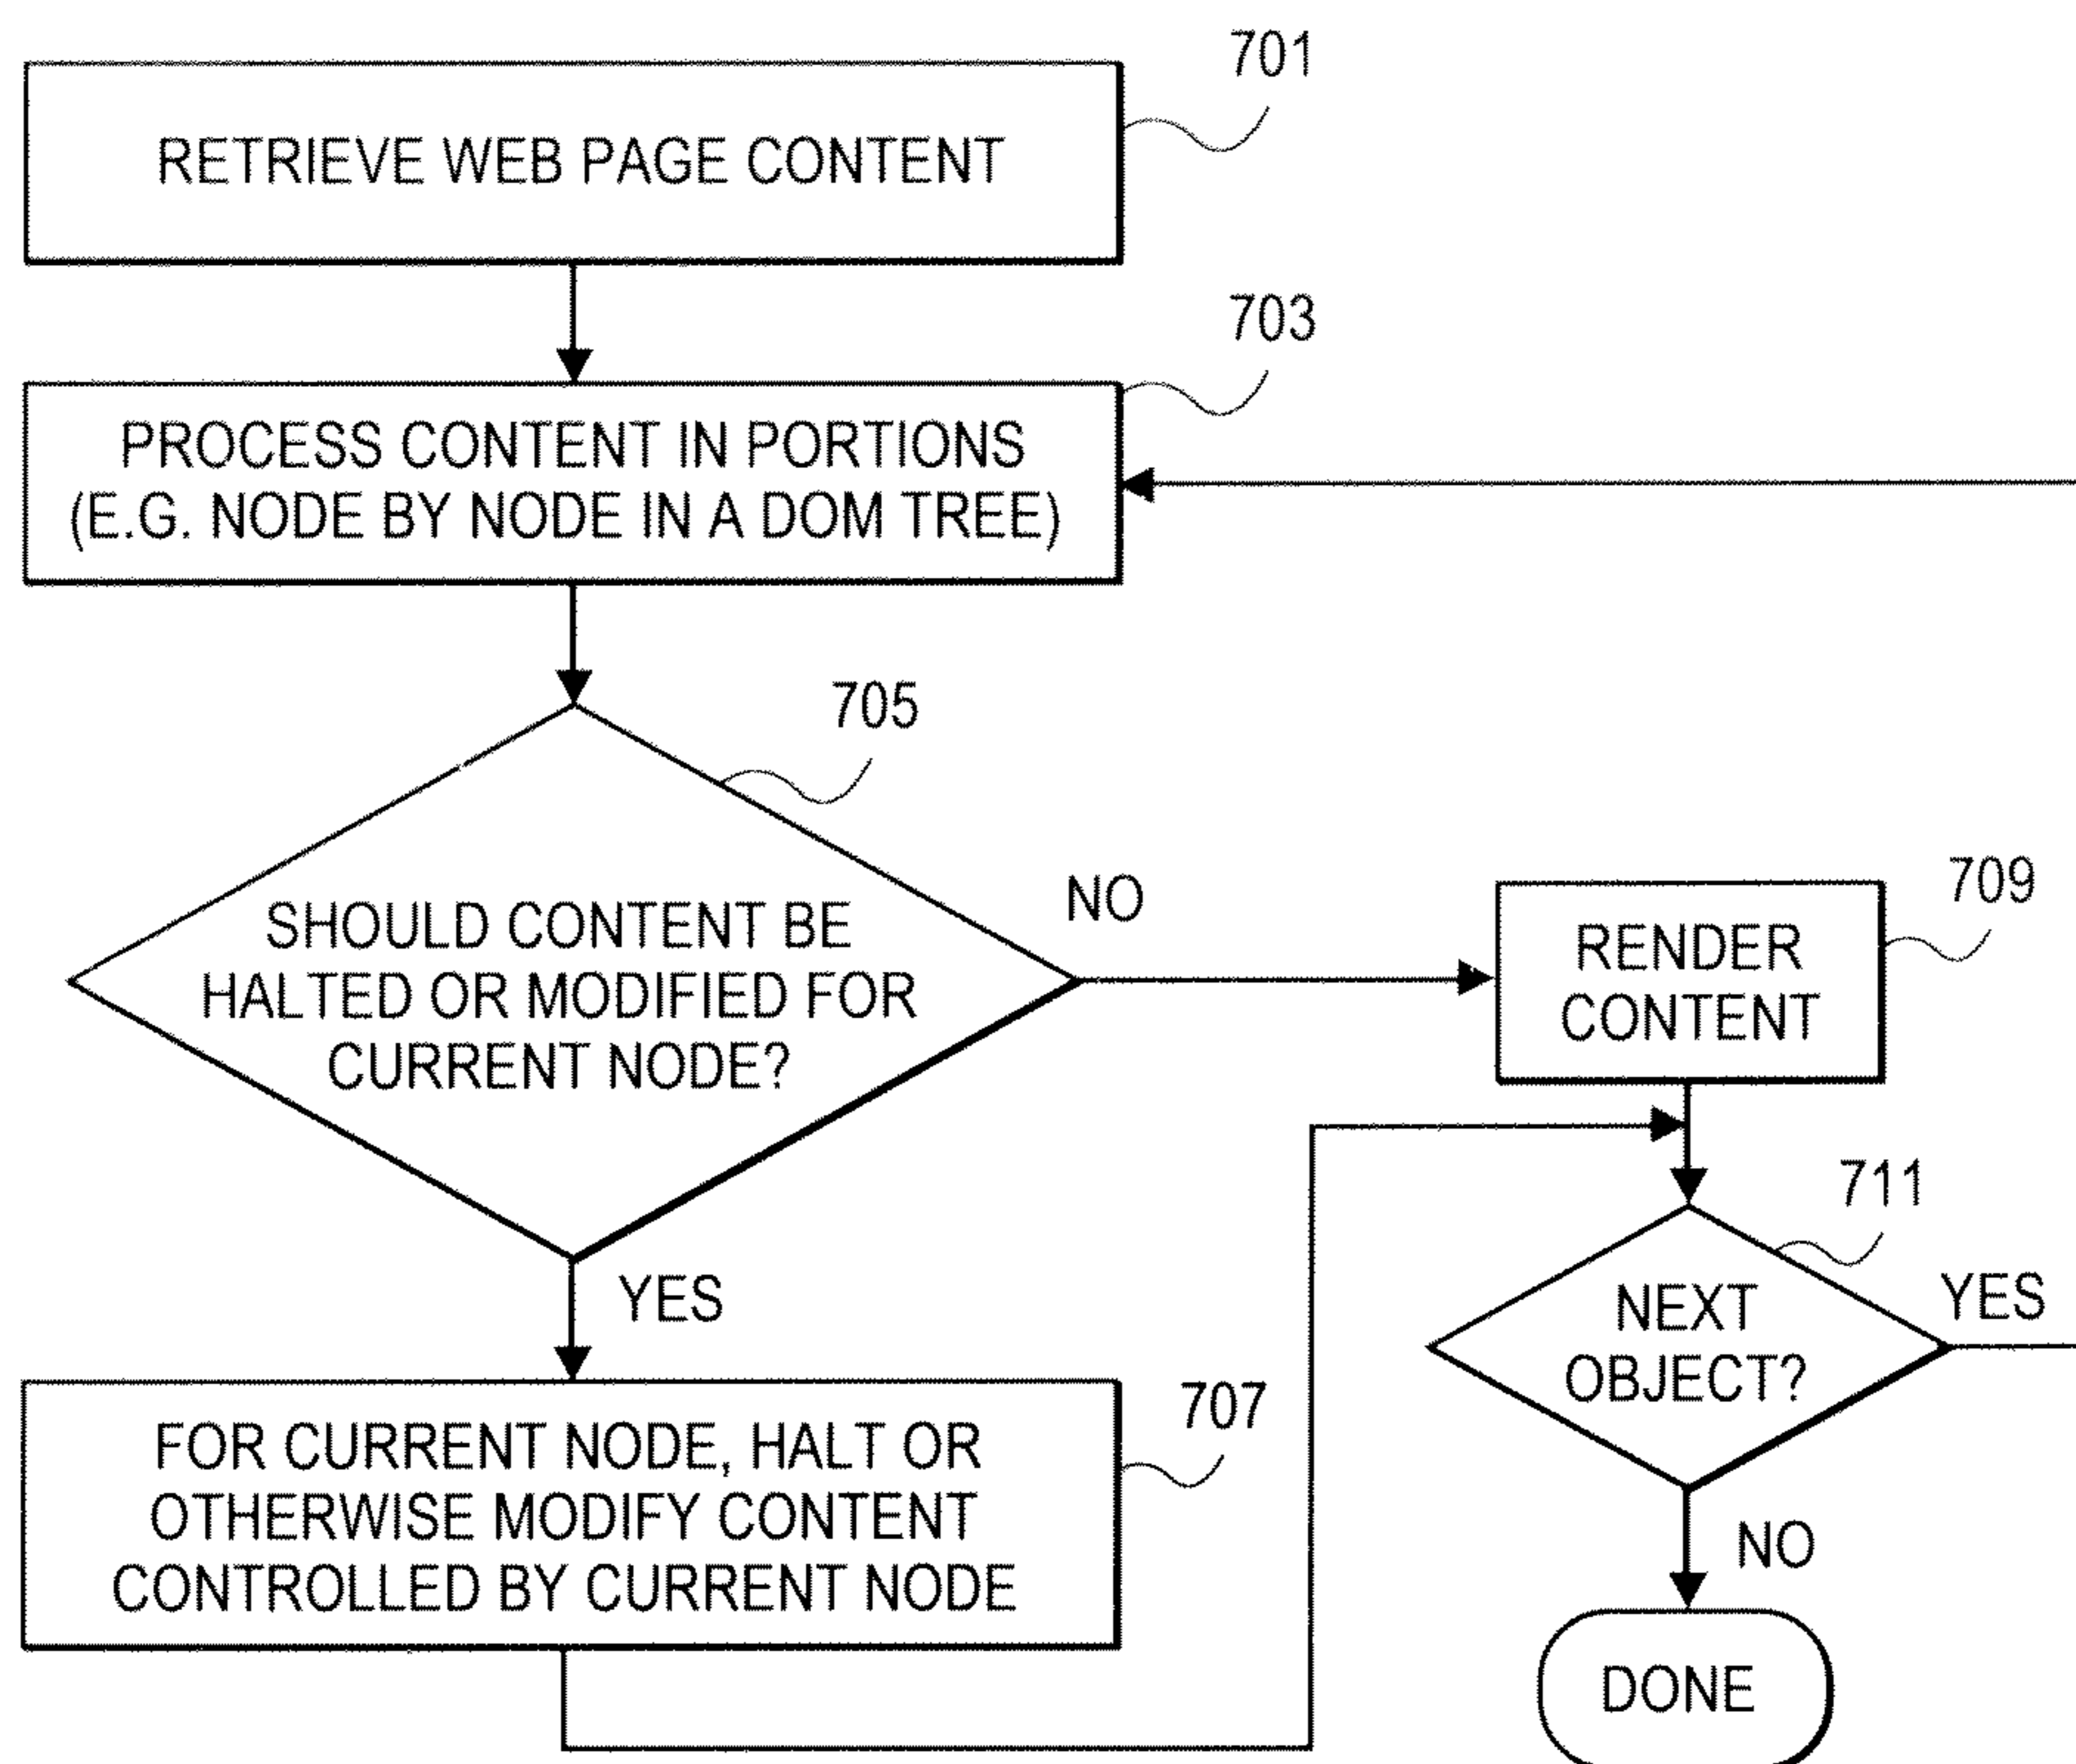 701
RETRIEVE WEB PAGE CONTENT
703
PROCESS CONTENT IN PORTIONS
(E.G. NODE BY NODE IN A DOM TREE)
705
SHOULD CONTENT BE
HALTED OR MODIFIED FOR
CURRENT NODE?
NO
709
RENDER
CONTENT
YES
707
FOR CURRENT NODE, HALT OR
OTHERWISE MODIFY CONTENT
CONTROLLED BY CURRENT NODE
711
NEXT
OBJECT?
YES
NO
DONE